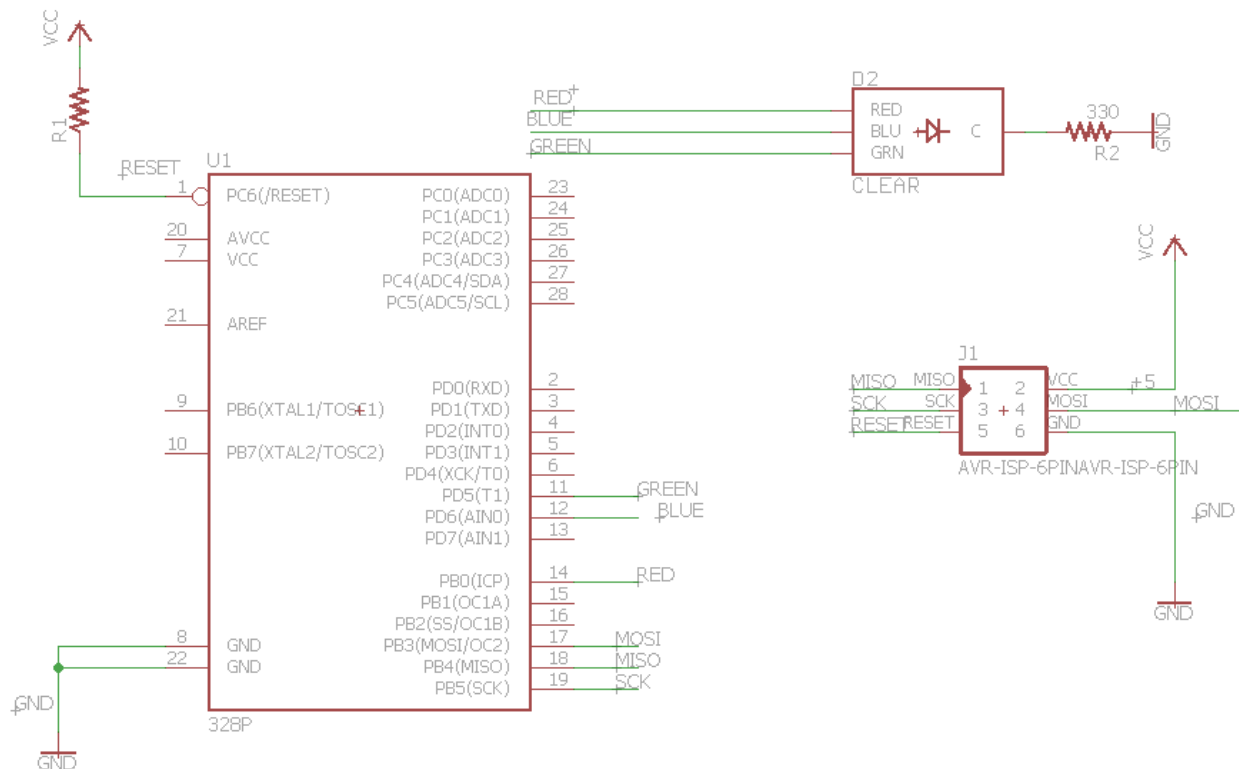 VCC
R1
RESET
U1
1 PC6(/RESET)
20 AVCC
7 VCC
21 AREF
9 PB6(XTAL1/TOSC1)
10 PB7(XTAL2/TOSC2)
8 GND
22 GND
GND
GND
328P
PC0(ADC0) 23
PC1(ADC1) 24
PC2(ADC2) 25
PC3(ADC3) 26
PC4(ADC4/SDA) 27
PC5(ADC5/SCL) 28
PD0(RXD) 2
PD1(TXD) 3
PD2(INT0) 4
PD3(INT1) 5
PD4(XCK/T0) 6
PD5(T1) 11 GREEN
PD6(AIN0) 12 BLUE
PD7(AIN1) 13
PB0(ICP) 14 RED
PB1(OC1A) 15
PB2(SS/OC1B) 16
PB3(MOSI/OC2) 17 MOSI
PB4(MISO) 18 MISO
PB5(SCK) 19 SCK
D2
RED RED
BLUE BLU C
GREEN GRN
CLEAR
330
R2
GND
VCC
J1
MISO MISO 1 2 VCC +5
SCK SCK 3 4 MOSI MOSI
RESET RESET 5 6 GND
AVR-ISP-6PINAVR-ISP-6PIN
GND
GND